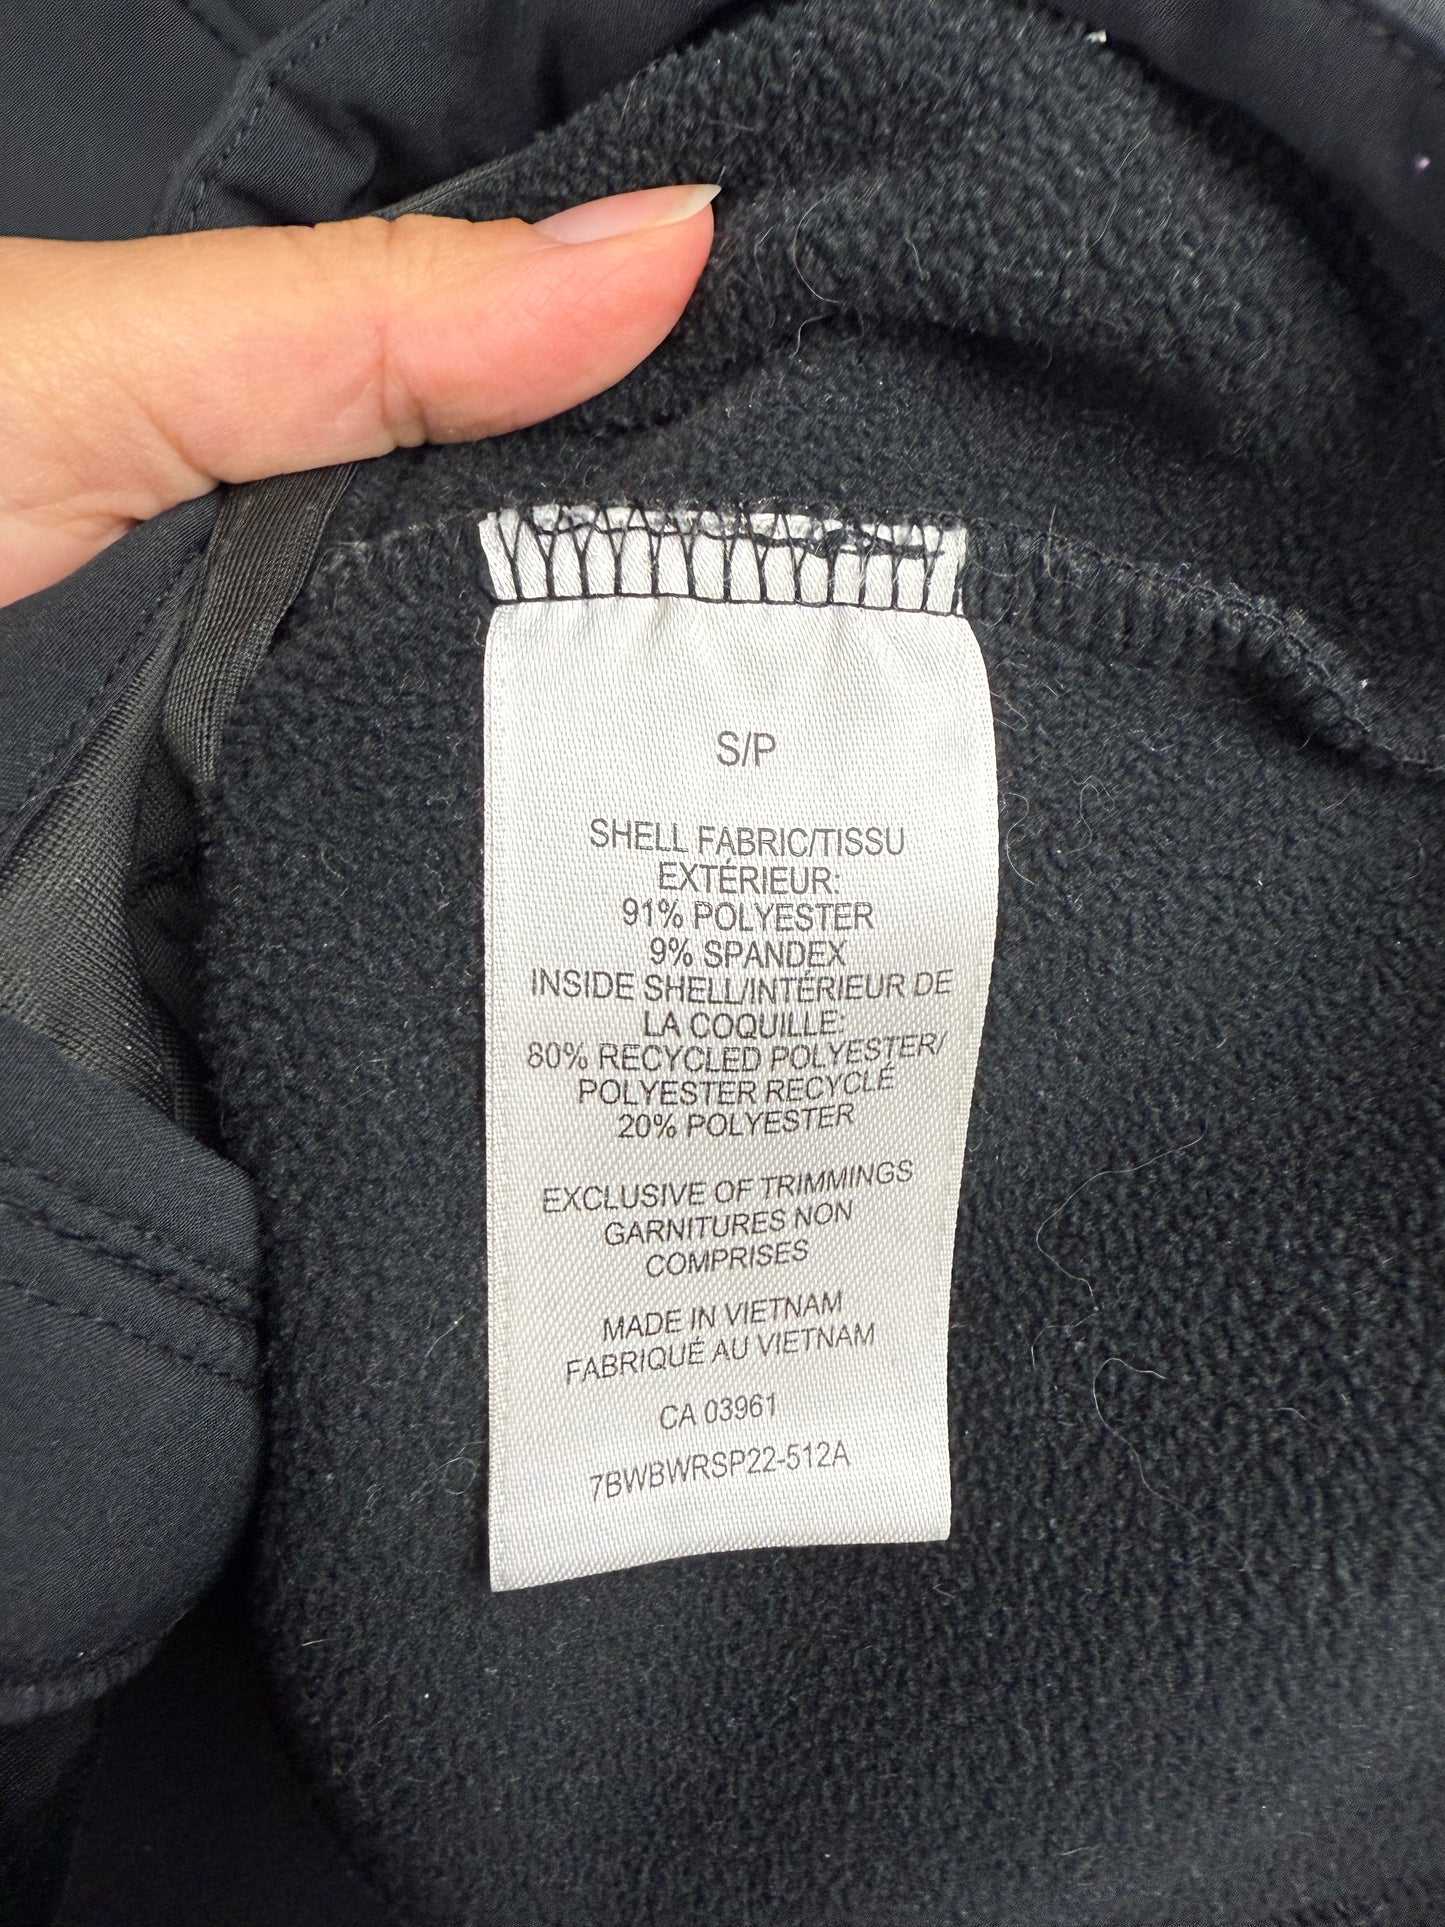 S/P
SHELL FABRIC/TISSU
EXTÉRIEUR:
91% POLYESTER
9% SPANDEX
INSIDE SHELL/INTÉRIEUR DE
LA COQUILLE:
80% RECYCLED POLYESTER/
POLYESTER RECYCLÉ
20% POLYESTER
EXCLUSIVE OF TRIMMINGS
GARNITURES NON
COMPRISES
MADE IN VIETNAM
FABRIQUÉ AU VIETNAM
CA 03961
7BWBWRSP22-512A